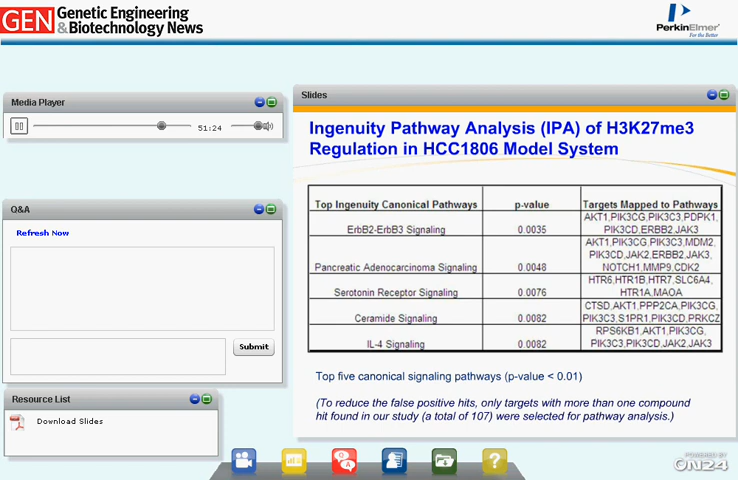 GEN Genetic Engineering
& Biotechnology News
PerkinElmer
For the Better
Media Player
51:24
Q&A
Refresh Now
Submit
Resource List
Download Slides
Slides
Ingenuity Pathway Analysis (IPA) of H3K27me3
Regulation in HCC1806 Model System
Top Ingenuity Canonical Pathways p-value Targets Mapped to Pathways
AKT1,PIK3CG,PIK3C3,PDPK1,
ErbB2-ErbB3 Signaling 0.0035 PIK3CD,ERBB2,JAK3
AKT1,PIK3CG,PIK3C3,MDM2,
PIK3CD,JAK2,ERBB2,JAK3,
Pancreatic Adenocarcinoma Signaling 0.0048 NOTCH1,MMP9,CDK2
HTR6,HTR1B,HTR7,SLC6A4,
Serotonin Receptor Signaling 0.0076 HTR1A,MAOA
CTSD,AKT1,PPP2CA,PIK3CG,
Ceramide Signaling 0.0082 PIK3C3,S1PR1,PIK3CD,PRKCZ
RPS6KB1,AKT1,PIK3CG,
IL-4 Signaling 0.0082 PIK3C3,PIK3CD,JAK2,JAK3
Top five canonical signaling pathways (p-value < 0.01)
(To reduce the false positive hits, only targets with more than one compound
hit found in our study (a total of 107) were selected for pathway analysis.)
Q
A
?
POWERED BY
ON24